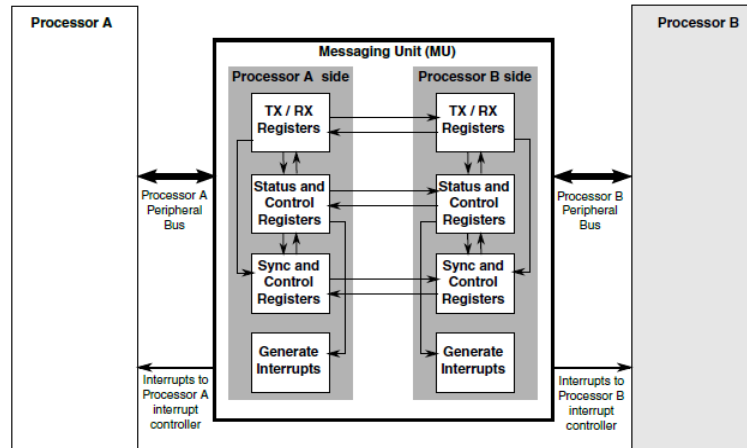 Processor A
Processor B
Messaging Unit (MU)
Processor A side
Processor B side
TX / RX
Registers
TX / RX
Registers
Status and
Control
Registers
Status and
Control
Registers
Processor A
Peripheral
Bus
Processor B
Peripheral
Bus
Sync and
Control
Registers
Sync and
Control
Registers
Generate
Interrupts
Generate
Interrupts
Interrupts to
Processor A
interrupt
controller
Interrupts to
Processor B
interrupt
controller